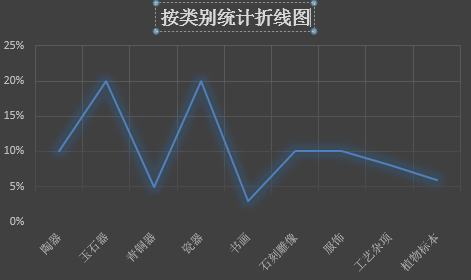 按类别统计折线图
25%
20%
15%
10%
5%
0%
陶器
玉石器
青铜器
瓷器
书画
石刻雕像
服饰
工艺杂项
植物标本